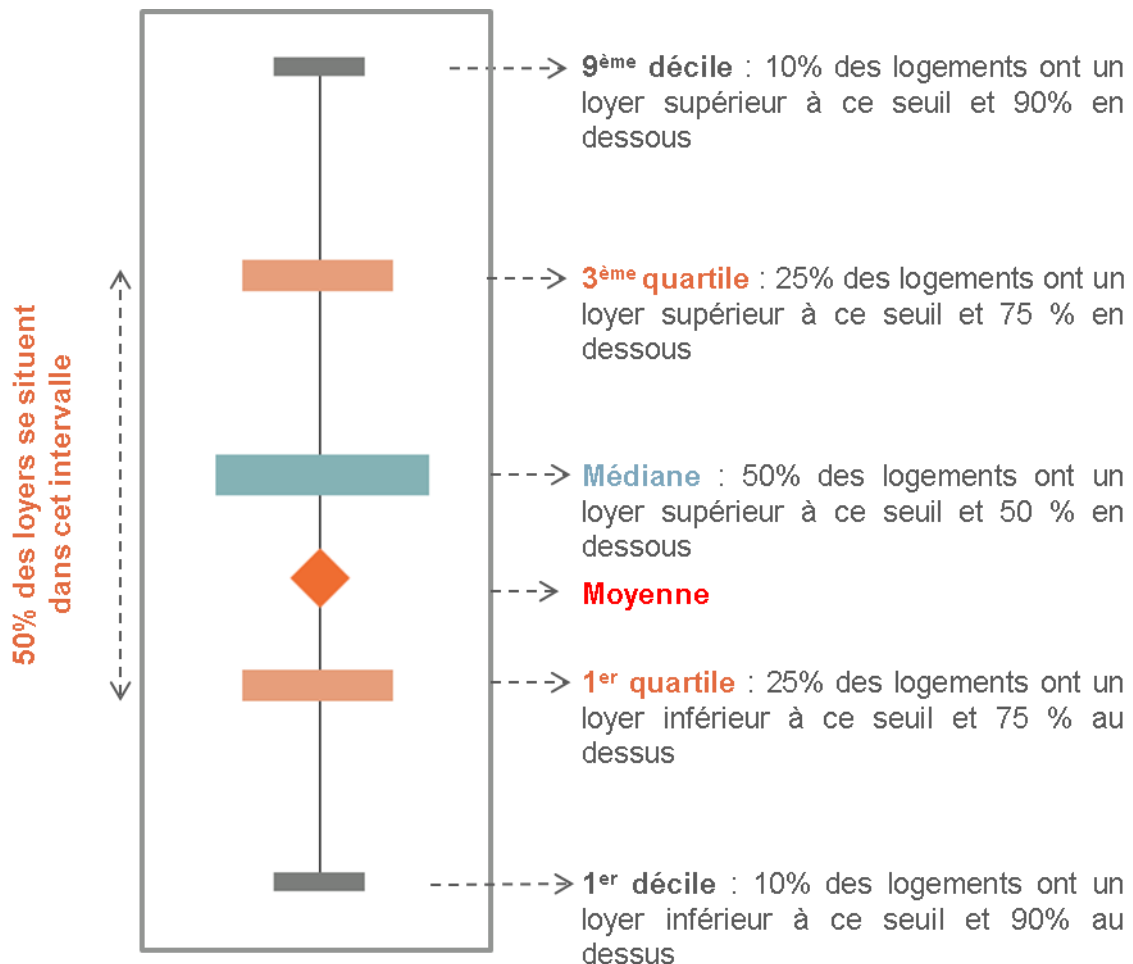 50% des loyers se situent
dans cet intervalle
9ème décile : 10% des logements ont un
loyer supérieur à ce seuil et 90% en
dessous
3ème quartile : 25% des logements ont un
loyer supérieur à ce seuil et 75 % en
dessous
Médiane : 50% des logements ont un
loyer supérieur à ce seuil et 50 % en
dessous
Moyenne
1er quartile : 25% des logements ont un
loyer inférieur à ce seuil et 75 % au
dessus
1er décile : 10% des logements ont un
loyer inférieur à ce seuil et 90% au
dessus